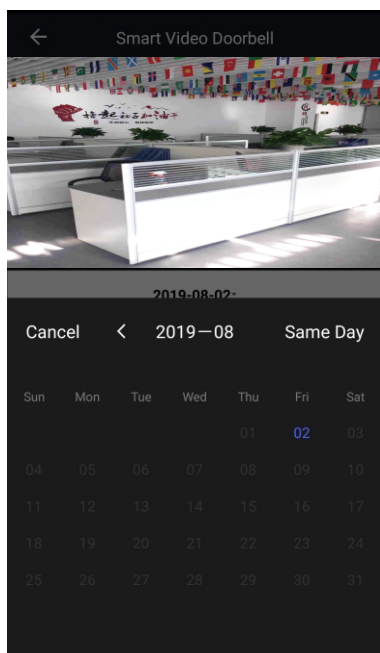 Smart Video Doorbell
2019-08-02
Cancel < 2019—08 Same Day
Sun Mon Tue Wed Thu Fri Sat
01 02 03
04 05 06 07 08 09 10
11 12 13 14 15 16 17
18 19 20 21 22 23 24
25 26 27 28 29 30 31